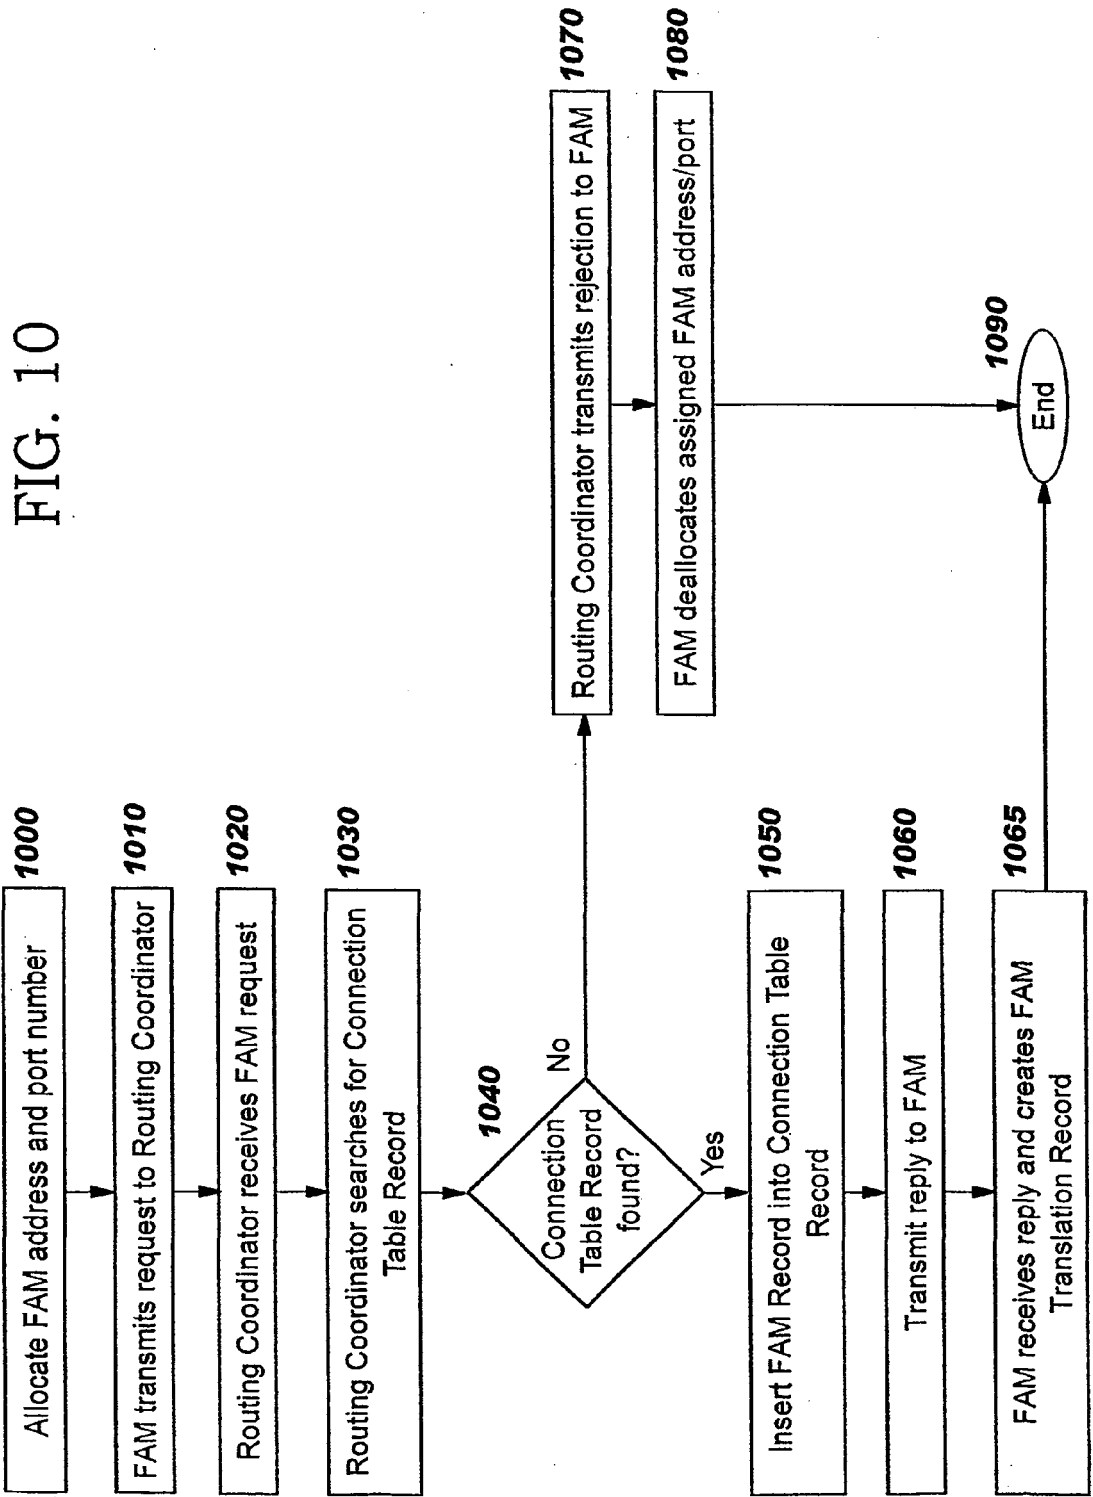 FIG. 10
1000
Allocate FAM address and port number
1010
FAM transmits request to Routing Coordinator
1020
Routing Coordinator receives FAM request
1030
Routing Coordinator searches for Connection
Table Record
1040
Connection
Table Record
found?
No
Yes
1070
Routing Coordinator transmits rejection to FAM
1080
FAM deallocates assigned FAM address/port
1050
Insert FAM Record into Connection Table
Record
1060
Transmit reply to FAM
1065
FAM receives reply and creates FAM
Translation Record
1090
End